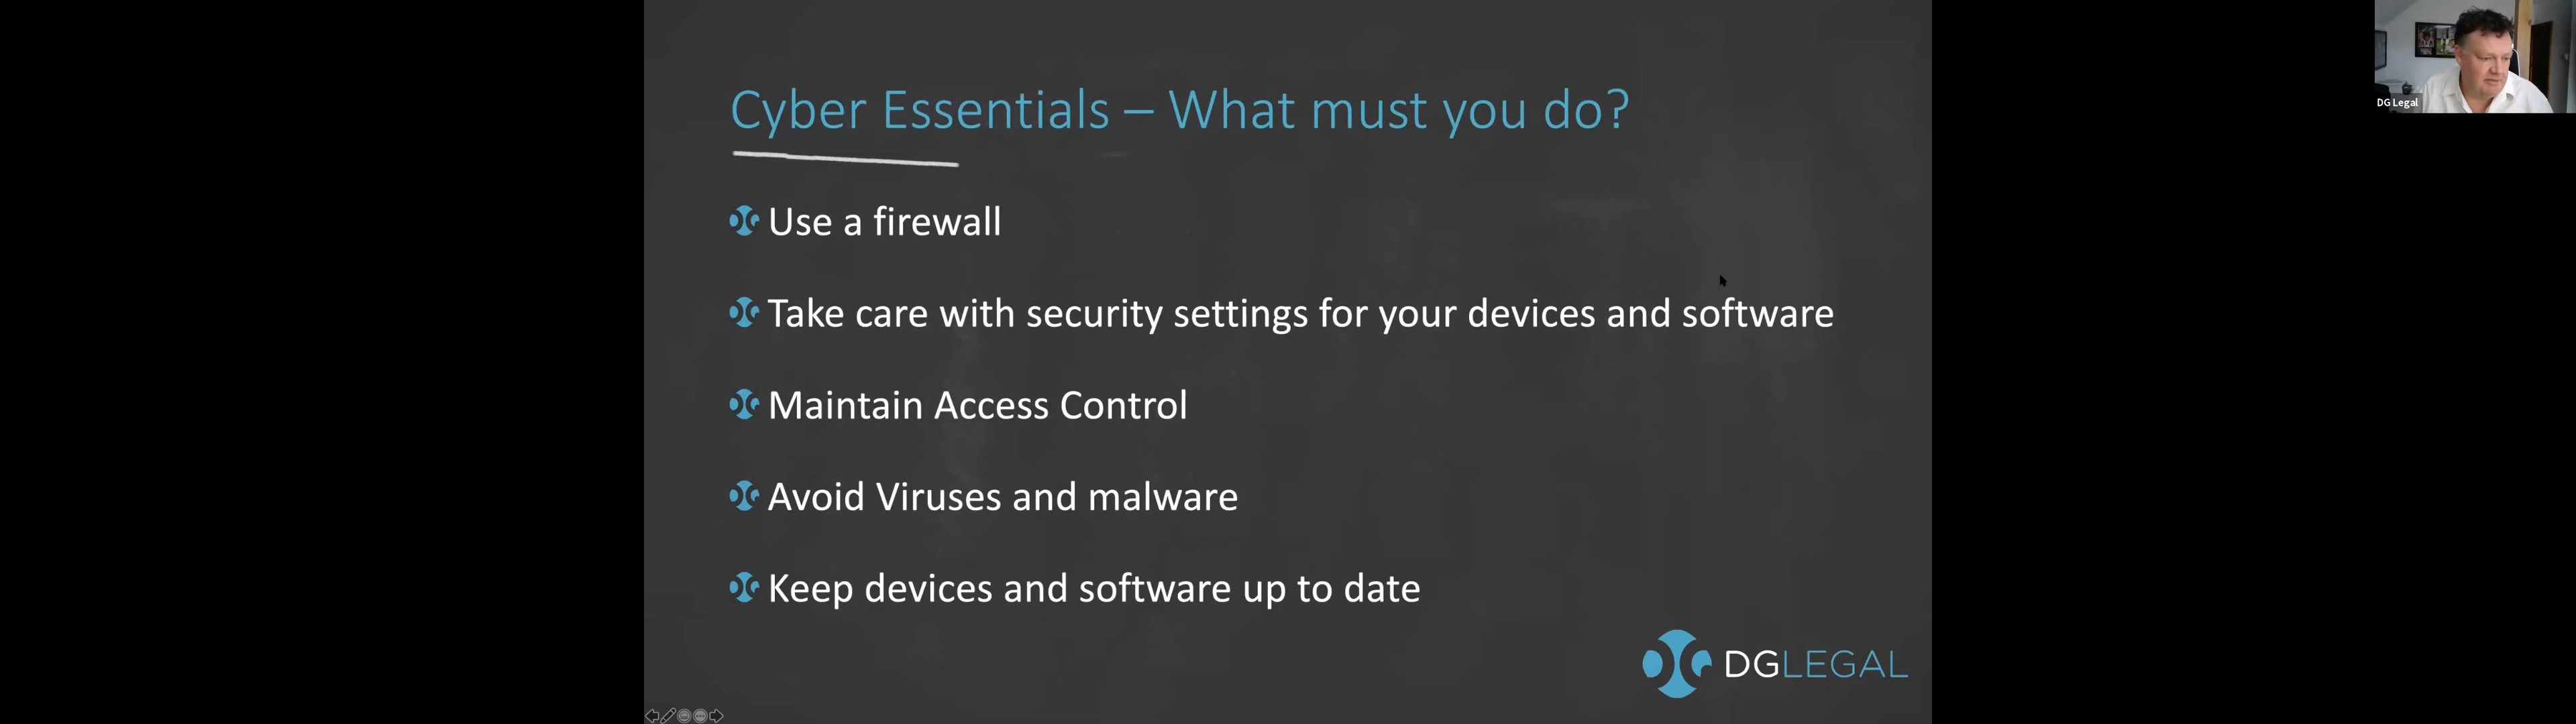 Cyber Essentials – What must you do?
Use a firewall
Take care with security settings for your devices and software
Maintain Access Control
Avoid Viruses and malware
Keep devices and software up to date
DGLEGAL
DG Legal